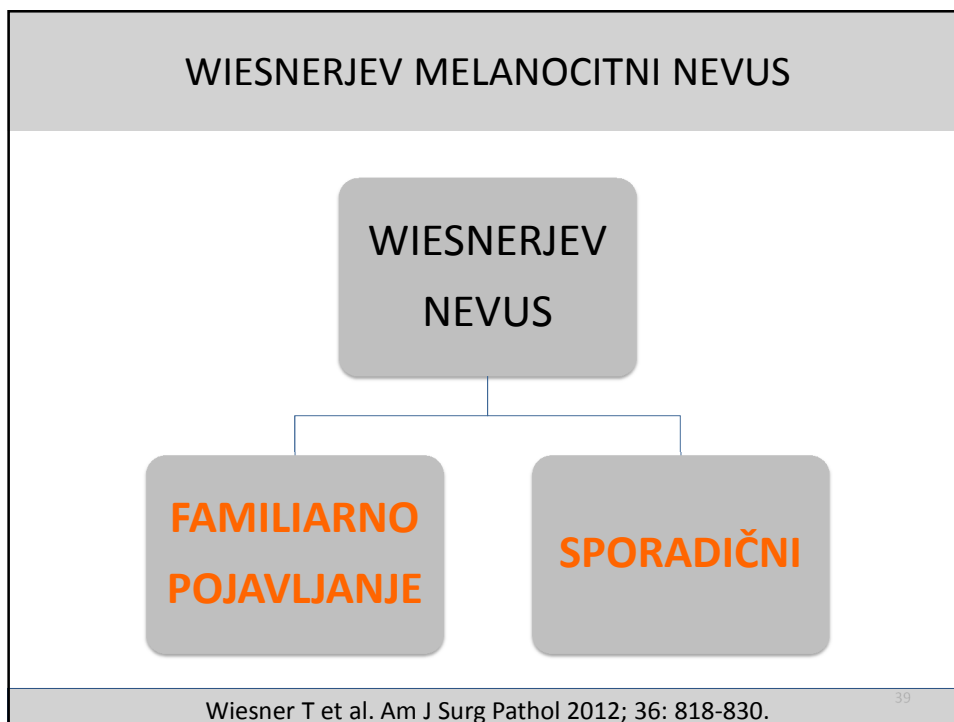 WIESNERJEV MELANOCITNI NEVUS
WIESNERJEV
NEVUS
FAMILIARNO
POJAVLJANJE
SPORADIČNI
Wiesner T et al. Am J Surg Pathol 2012; 36: 818-830.
39